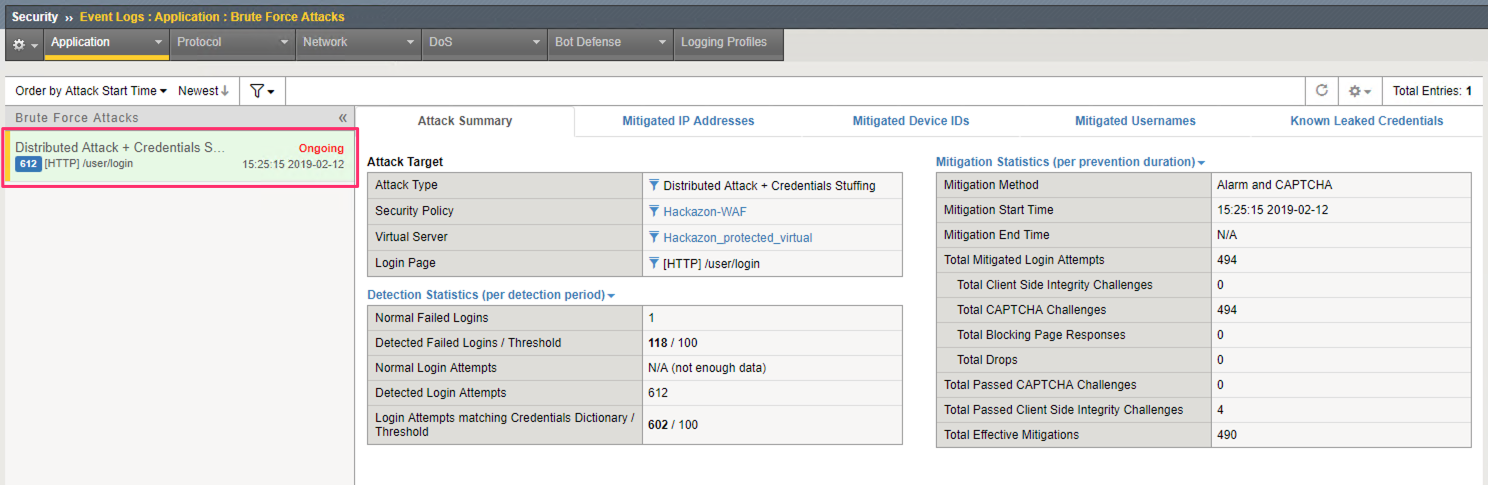 Security ›› Event Logs : Application : Brute Force Attacks
Application Protocol Network DoS Bot Defense Logging Profiles
Order by Attack Start Time Newest Total Entries: 1
Brute Force Attacks «
Distributed Attack + Credentials S... Ongoing
612 [HTTP] /user/login 15:25:15 2019-02-12
Attack Summary Mitigated IP Addresses Mitigated Device IDs Mitigated Usernames Known Leaked Credentials
Attack Target
Attack Type Distributed Attack + Credentials Stuffing
Security Policy Hackazon-WAF
Virtual Server Hackazon_protected_virtual
Login Page [HTTP] /user/login
Detection Statistics (per detection period)
Normal Failed Logins 1
Detected Failed Logins / Threshold 118 / 100
Normal Login Attempts N/A (not enough data)
Detected Login Attempts 612
Login Attempts matching Credentials Dictionary /
Threshold 602 / 100
Mitigation Statistics (per prevention duration)
Mitigation Method Alarm and CAPTCHA
Mitigation Start Time 15:25:15 2019-02-12
Mitigation End Time N/A
Total Mitigated Login Attempts 494
Total Client Side Integrity Challenges 0
Total CAPTCHA Challenges 494
Total Blocking Page Responses 0
Total Drops 0
Total Passed CAPTCHA Challenges 0
Total Passed Client Side Integrity Challenges 4
Total Effective Mitigations 490